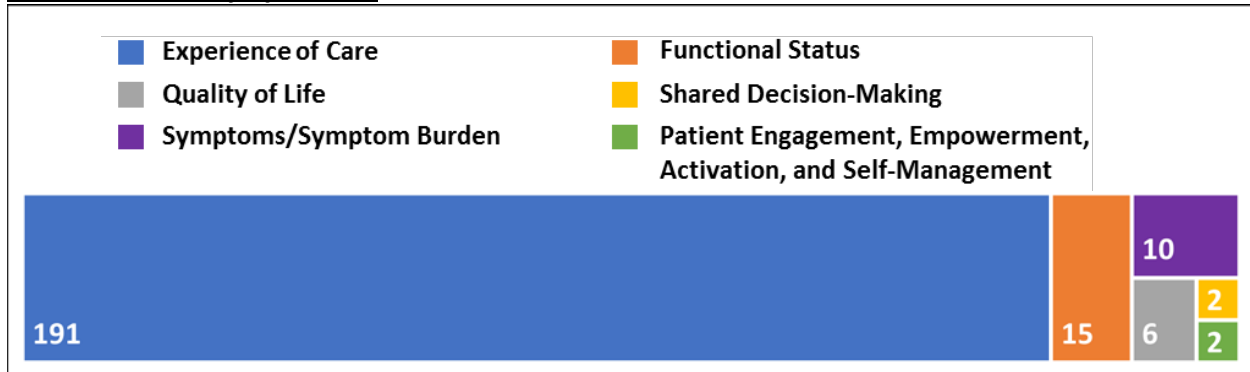 Experience of Care
Functional Status
Quality of Life
Shared Decision-Making
Symptoms/Symptom Burden
Patient Engagement, Empowerment,
Activation, and Self-Management
191
15
10
6
2
2